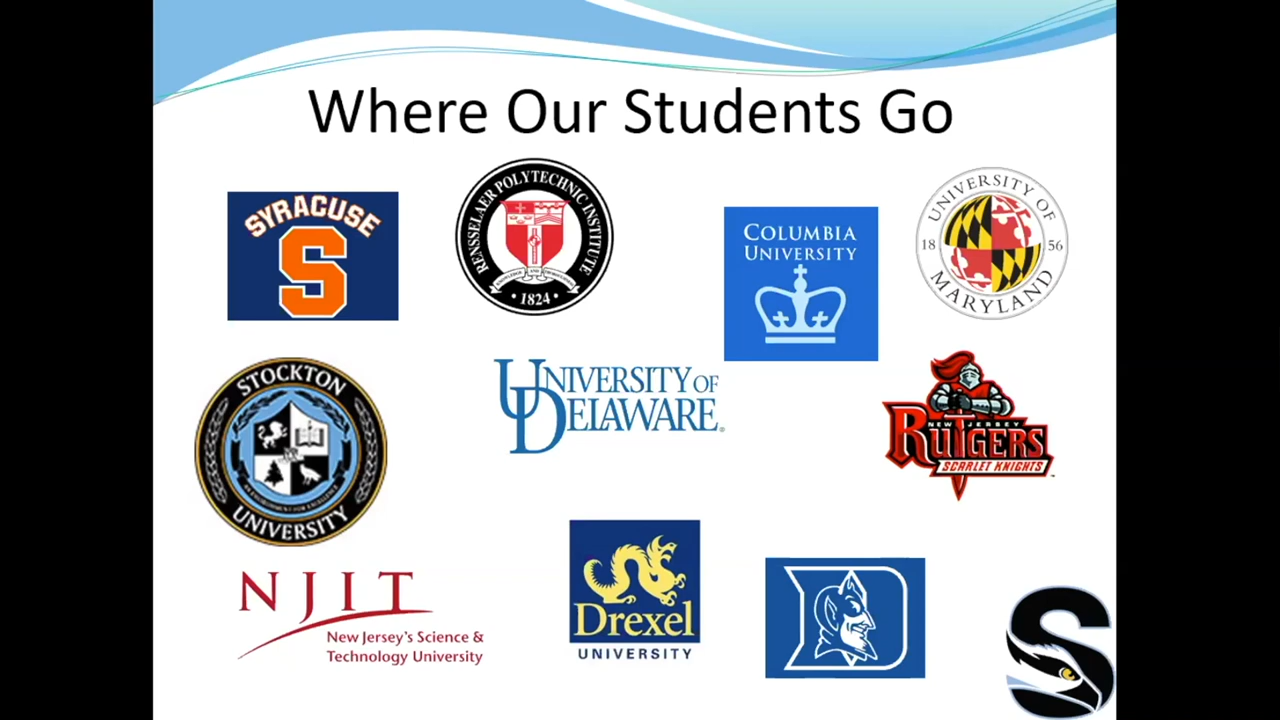 Where Our Students Go
SYRACUSE
S
RENSSELAER POLYTECHNIC INSTITUTE
1824
COLUMBIA
UNIVERSITY
UNIVERSITY OF
18 56
MARYLAND
STOCKTON
UNIVERSITY
UNIVERSITY OF
DELAWARE
NEW JERSEY
RUTGERS
SCARLET KNIGHTS
NJIT
New Jersey's Science &
Technology University
Drexel
UNIVERSITY
D
S